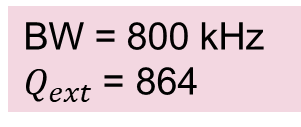 BW = 800 kHz
Qext = 864